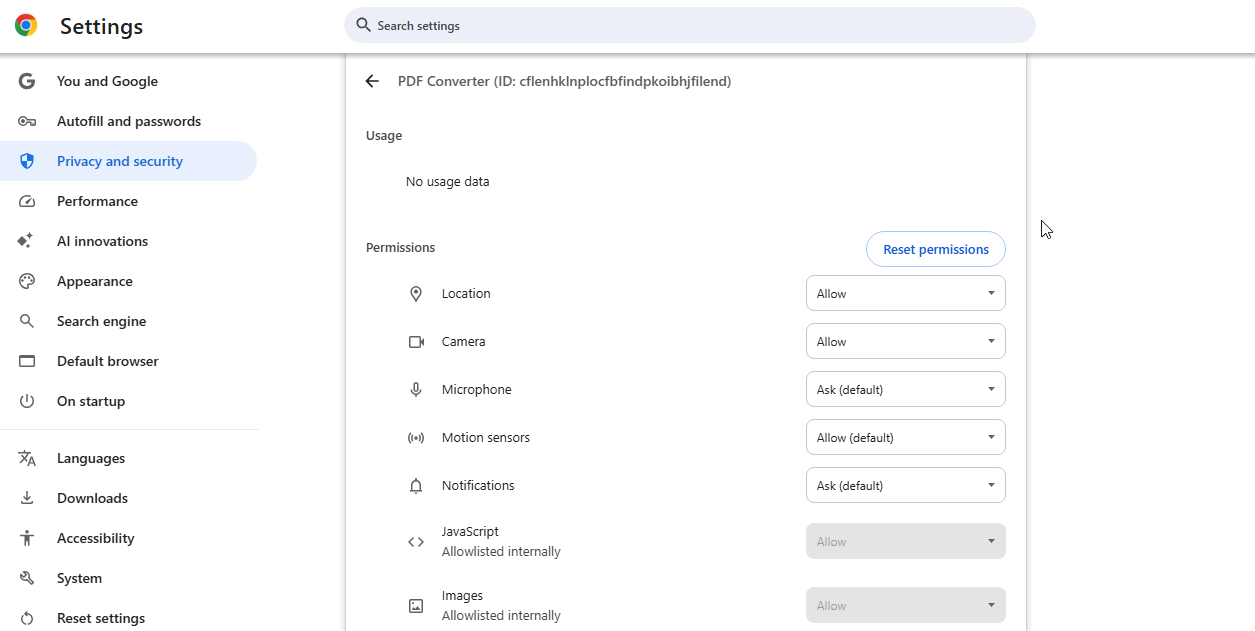 Settings
Search settings
You and Google
Autofill and passwords
Privacy and security
Performance
AI innovations
Appearance
Search engine
Default browser
On startup
Languages
Downloads
Accessibility
System
Reset settings
PDF Converter (ID: cflenhklnplocfbfindpkoibhjfilend)
Usage
No usage data
Permissions
Reset permissions
Location
Allow
Camera
Allow
Microphone
Ask (default)
Motion sensors
Allow (default)
Notifications
Ask (default)
JavaScript
Allowlisted internally
Allow
Images
Allowlisted internally
Allow